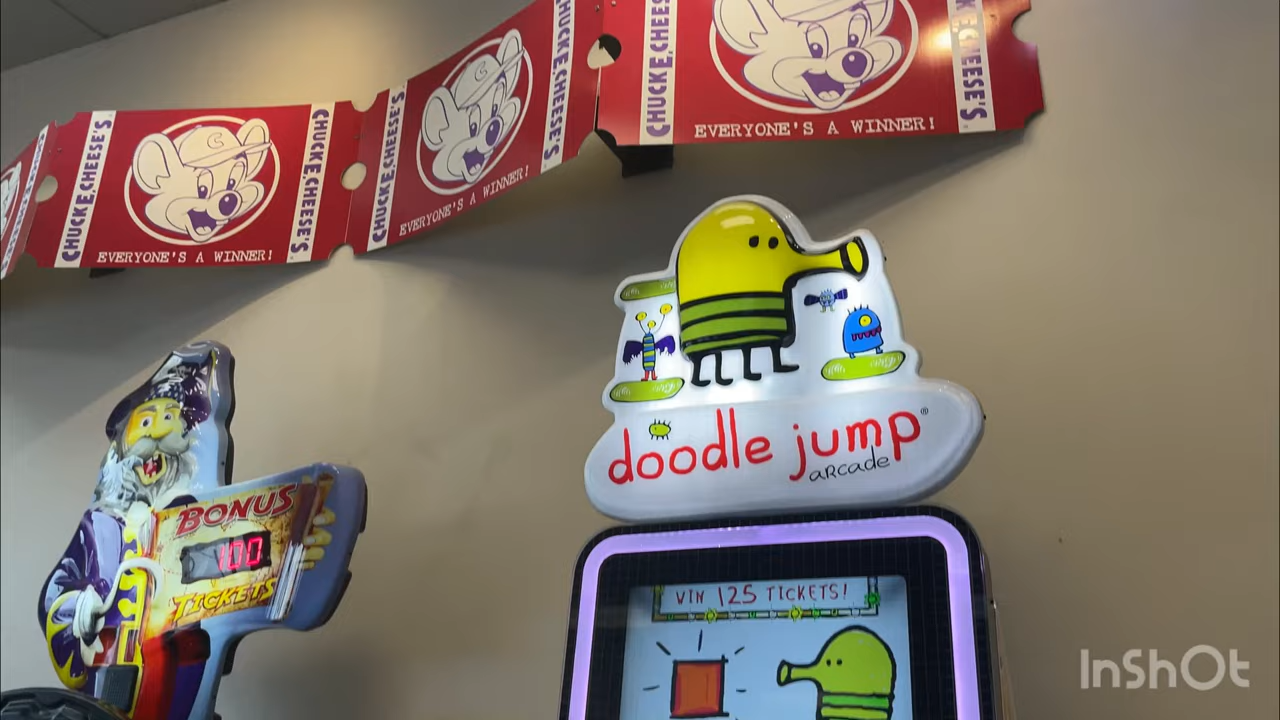 CHUCK E. CHEESE'S.
CHUCK E. CHEESE'S.
EVERYONE'S A WINNER!
CHUCK E. CHEESE'S.
CHUCK E. CHEESE'S.
EVERYONE'S A WINNER!
CHUCK E. CHEES
K E. CHEESE'S.
EVERYONE'S A WINNER!
doodle jump®
arcade
BONUS
100
TICKETS
WIN 125 TICKETS!
InShOt